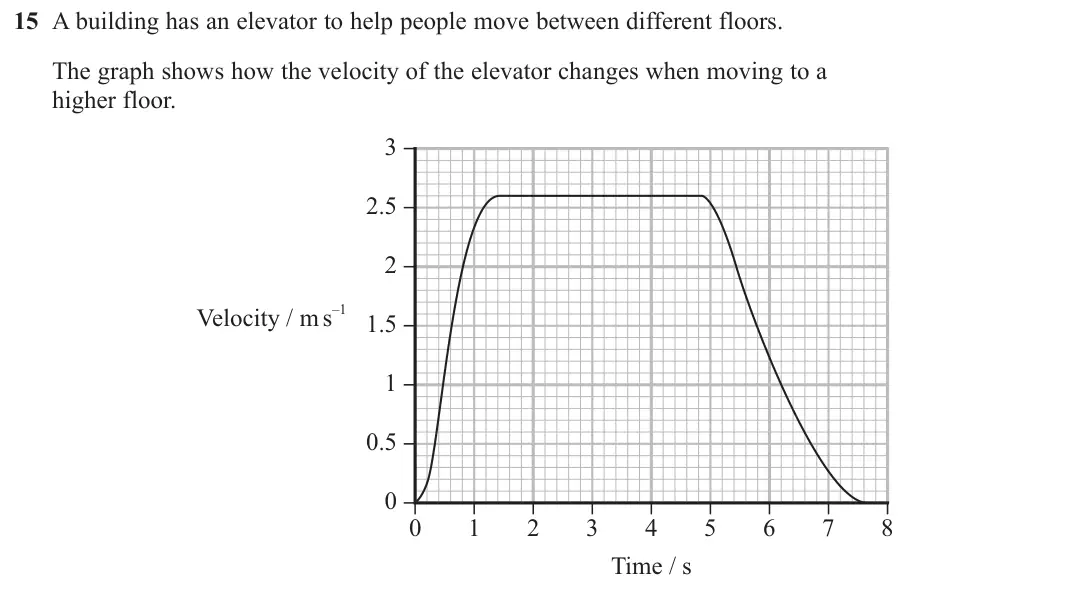 15 A building has an elevator to help people move between different floors.
The graph shows how the velocity of the elevator changes when moving to a
higher floor.
3
2.5
2
Velocity / m s⁻¹ 1.5
1
0.5
0
0 1 2 3 4 5 6 7 8
Time / s